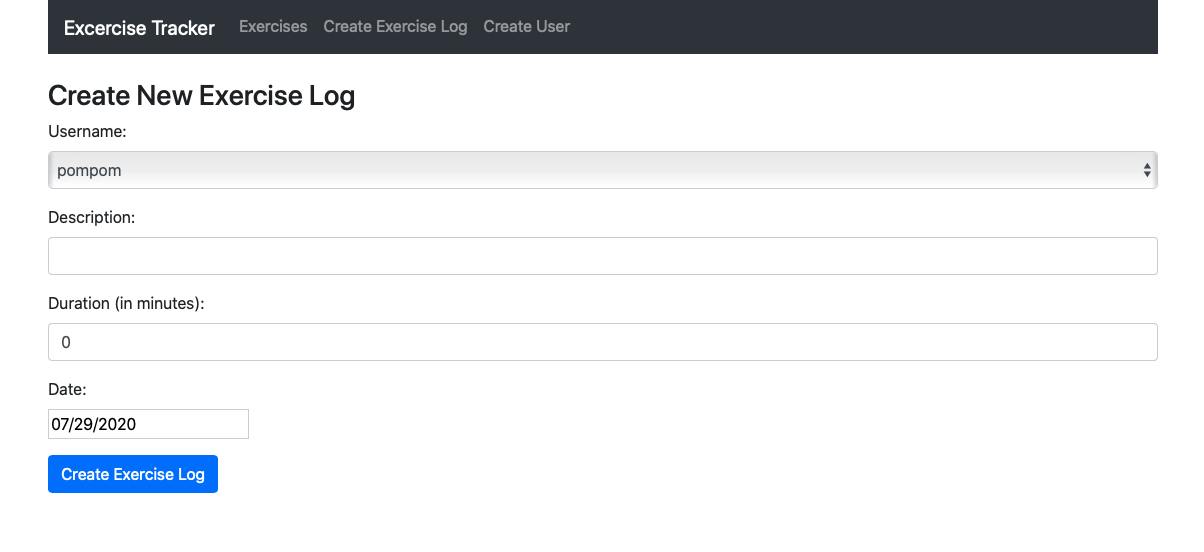 Excercise Tracker Exercises Create Exercise Log Create User
Create New Exercise Log
Username:
pompom
Description:
Duration (in minutes):
0
Date:
07/29/2020
Create Exercise Log